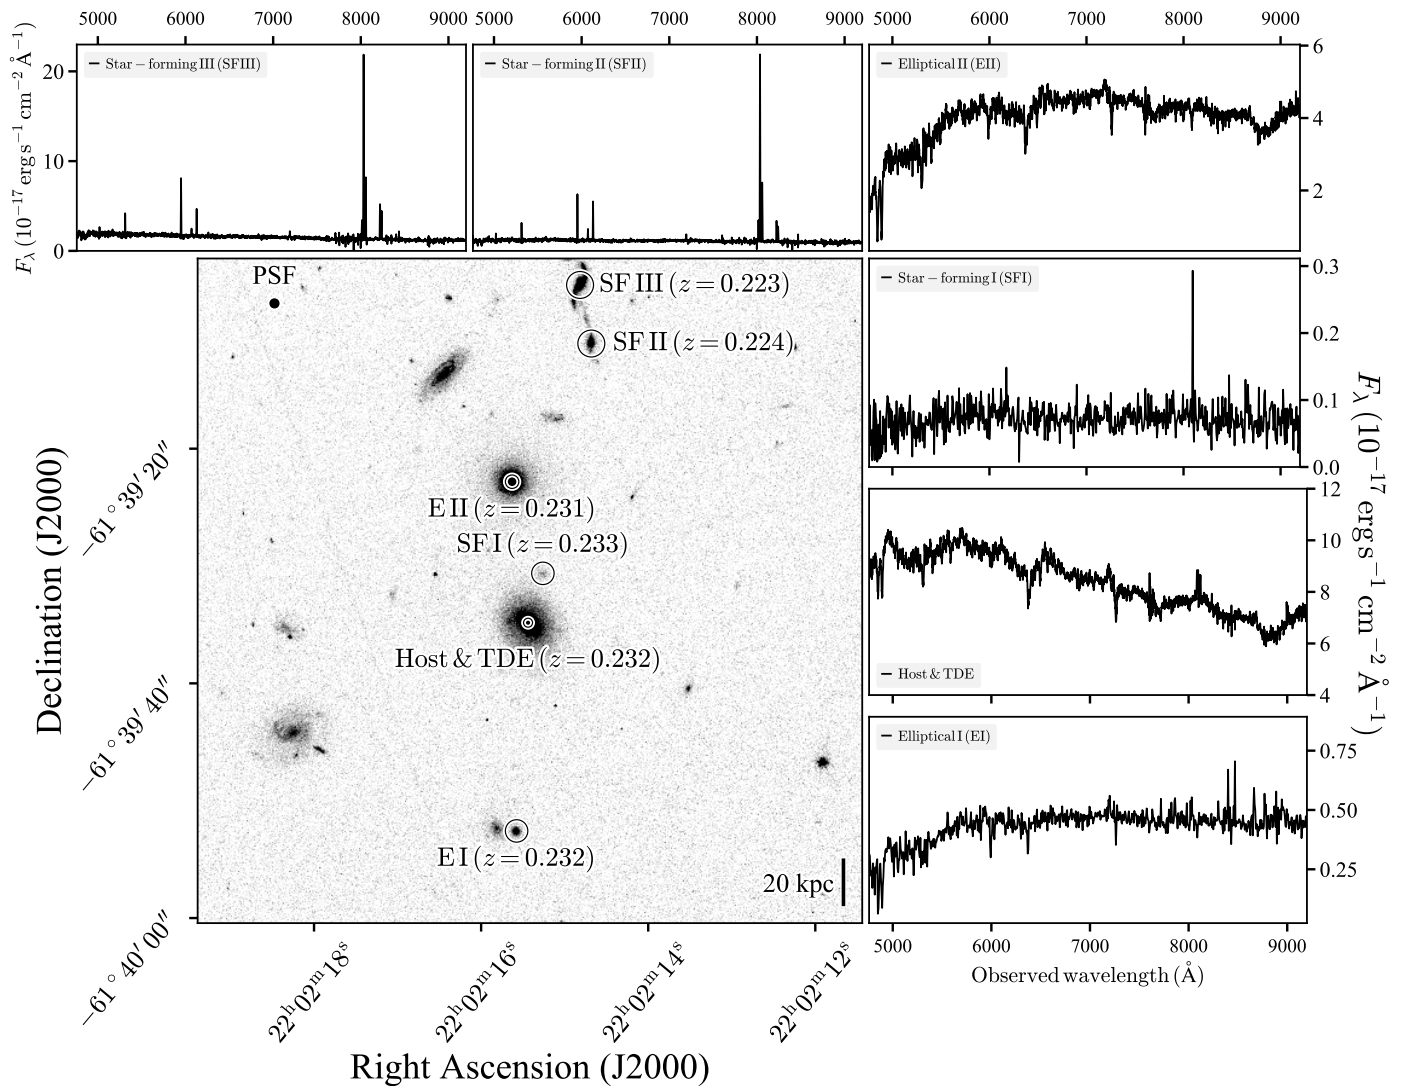 5000 6000 7000 8000 9000 5000 6000 7000 8000 9000 5000 6000 7000 8000 9000
F_λ (10⁻¹⁷ erg s⁻¹ cm⁻² Å⁻¹)
20
10
0
Star – forming III (SFIII)
Star – forming II (SFII)
Elliptical II (EII)
6
4
2
PSF
SF III (z = 0.223)
SF II (z = 0.224)
E II (z = 0.231)
SF I (z = 0.233)
Host & TDE (z = 0.232)
E I (z = 0.232)
20 kpc
Declination (J2000)
−61°39′20″
−61°39′40″
−61°40′00″
22ʰ02ᵐ18ˢ 22ʰ02ᵐ16ˢ 22ʰ02ᵐ14ˢ 22ʰ02ᵐ12ˢ
Right Ascension (J2000)
Star – forming I (SFI)
0.3
0.2
0.1
0.0
Host & TDE
12
10
8
6
4
F_λ (10⁻¹⁷ erg s⁻¹ cm⁻² Å⁻¹)
Elliptical I (EI)
0.75
0.50
0.25
5000 6000 7000 8000 9000
Observed wavelength (Å)